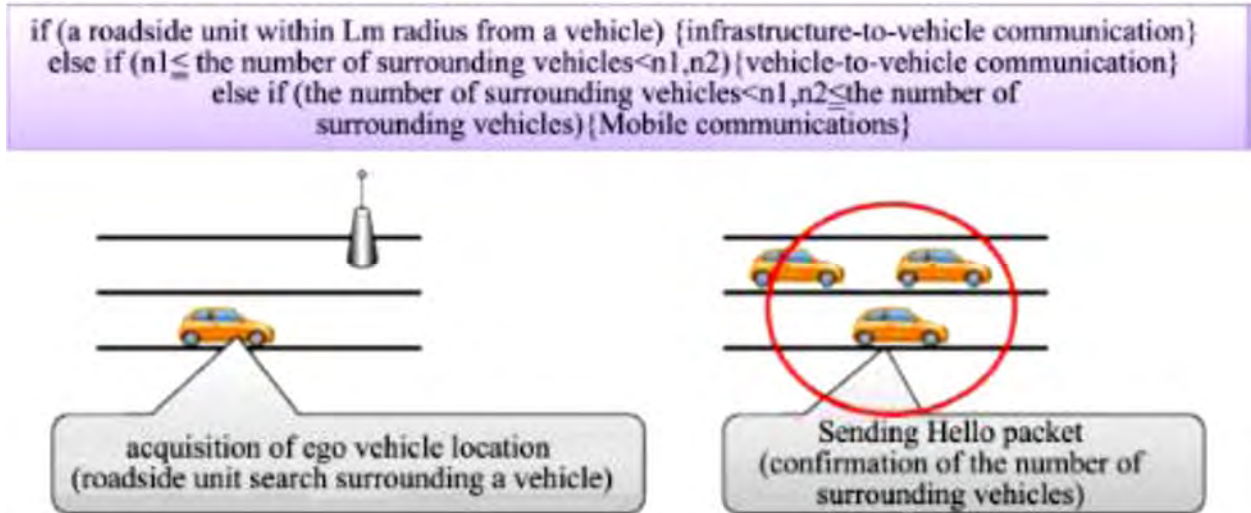 if (a roadside unit within Lm radius from a vehicle) {infrastructure-to-vehicle communication}
else if (n1≦ the number of surrounding vehicles<n1,n2){vehicle-to-vehicle communication}
else if (the number of surrounding vehicles<n1,n2≦the number of
surrounding vehicles){Mobile communications}
acquisition of ego vehicle location
(roadside unit search surrounding a vehicle)
Sending Hello packet
(confirmation of the number of
surrounding vehicles)